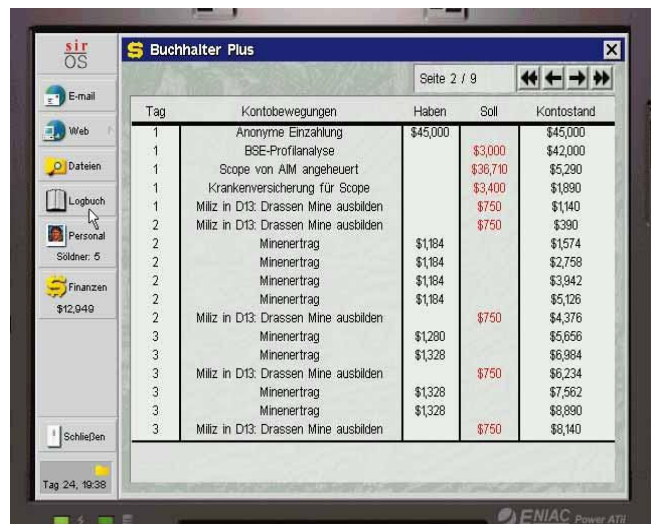 sir
OS
E-mail
Web
Dateien
Logbuch
Personal
Söldner: 5
Finanzen
$12,949
Schließen
Tag 24, 19:38
Buchhalter Plus
Seite 2 / 9
Tag Kontobewegungen Haben Soll Kontostand
1 Anonyme Einzahlung $45,000 $45,000
1 BSE-Profilanalyse $3,000 $42,000
1 Scope von AIM angeheuert $36,710 $5,290
1 Krankenversicherung für Scope $3,400 $1,890
1 Miliz in D13: Drassen Mine ausbilden $750 $1,140
2 Miliz in D13: Drassen Mine ausbilden $750 $390
2 Minenertrag $1,184 $1,574
2 Minenertrag $1,184 $2,758
2 Minenertrag $1,184 $3,942
2 Minenertrag $1,184 $5,126
2 Miliz in D13: Drassen Mine ausbilden $750 $4,376
3 Minenertrag $1,280 $5,656
3 Minenertrag $1,328 $6,984
3 Miliz in D13: Drassen Mine ausbilden $750 $6,234
3 Minenertrag $1,328 $7,562
3 Minenertrag $1,328 $8,890
3 Miliz in D13: Drassen Mine ausbilden $750 $8,140
ENIAC Power ATII